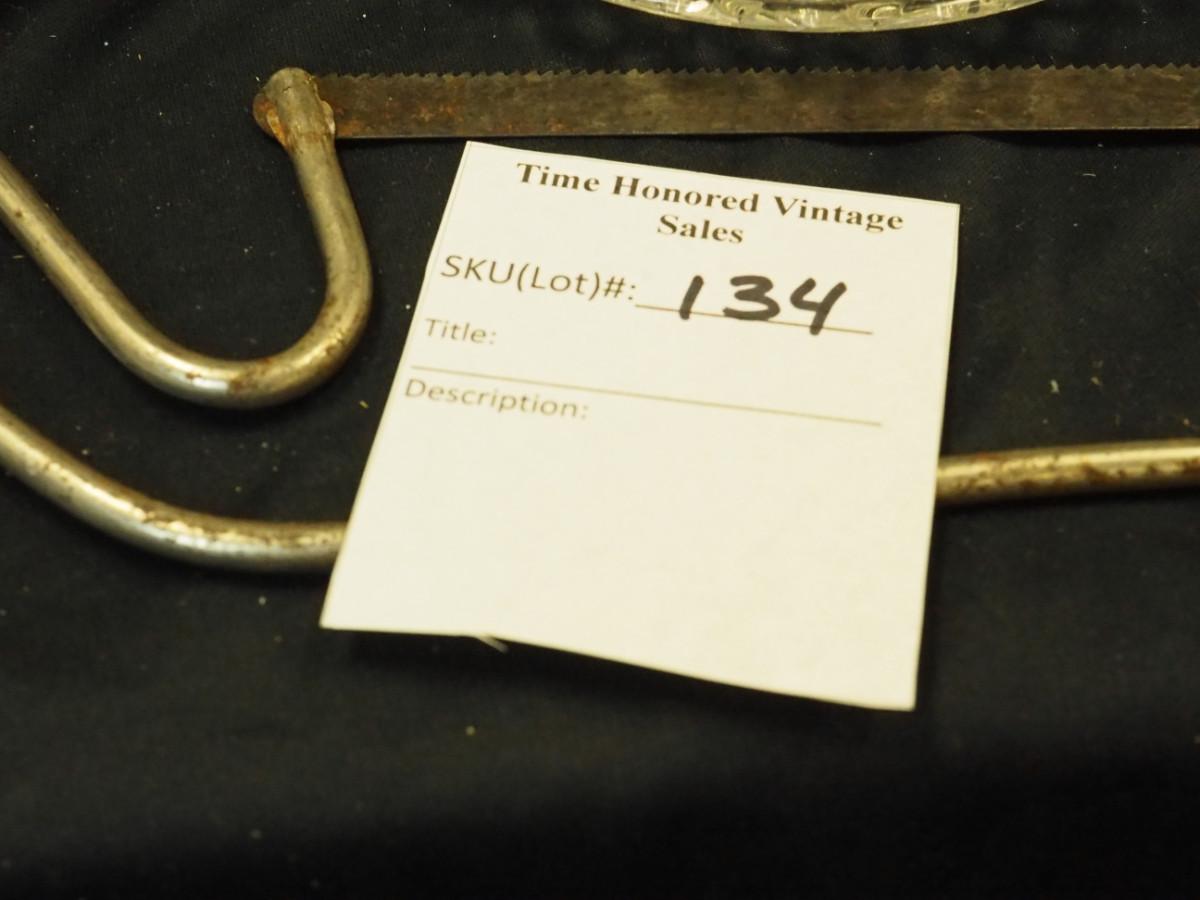 Time Honored Vintage
Sales
SKU(Lot)#: 134
Title:
Description: